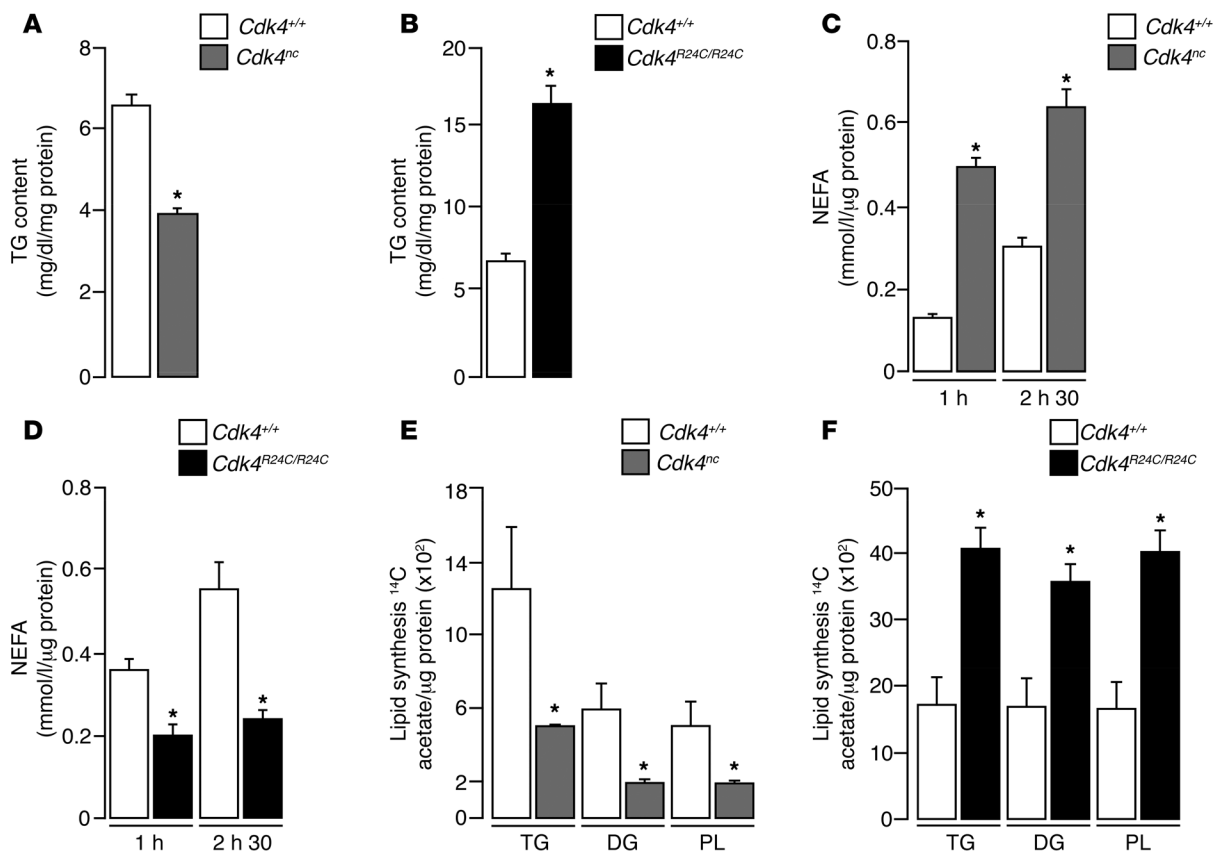 A
Cdk4+/+
Cdk4nc
TG content
(mg/dl/mg protein)
8
6
4
2
0
B
Cdk4+/+
Cdk4R24C/R24C
TG content
(mg/dl/mg protein)
20
17
15
10
5
0
*
C
Cdk4+/+
Cdk4nc
NEFA
(mmol/l/μg protein)
0.8
0.6
0.4
0.2
0
*
*
1 h
2 h 30
D
Cdk4+/+
Cdk4R24C/R24C
NEFA
(mmol/l/μg protein)
0.8
0.6
0.4
0.2
0
*
*
1 h
2 h 30
E
Cdk4+/+
Cdk4nc
Lipid synthesis 14C
acetate/μg protein (x10²)
18
14
10
6
2
0
*
*
*
TG
DG
PL
F
Cdk4+/+
Cdk4R24C/R24C
Lipid synthesis 14C
acetate/μg protein (x10²)
50
40
30
20
10
0
*
*
*
TG
DG
PL